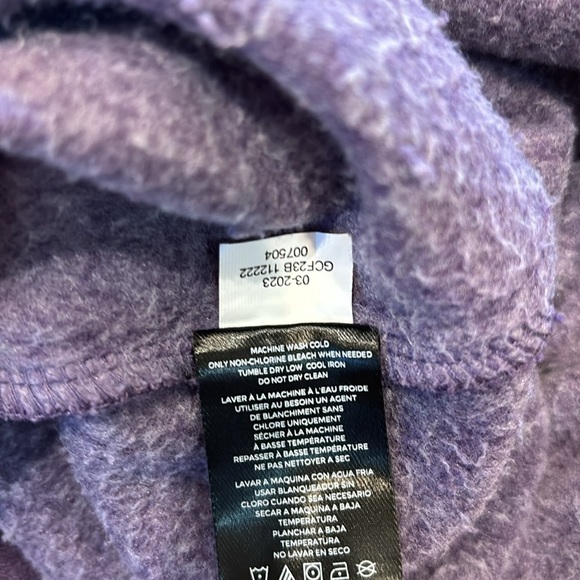 007504
GCF23B 112222
03-2023
MACHINE WASH COLD
ONLY NON-CHLORINE BLEACH WHEN NEEDED
TUMBLE DRY LOW COOL IRON
DO NOT DRY CLEAN
LAVER À LA MACHINE À L'EAU FROIDE
UTILISER AU BESOIN UN AGENT
DE BLANCHIMENT SANS
CHLORE UNIQUEMENT
SÉCHER À LA MACHINE
À BASSE TEMPÉRATURE
REPASSER À BASSE TEMPÉRATURE
NE PAS NETTOYER A SEC
LAVAR A MAQUINA CON AGUA FRIA
USAR BLANQUEADOR SIN
CLORO CUANDO SEA NECESARIO
SECAR A MAQUINA A BAJA
TEMPERATURA
PLANCHAR A BAJA
TEMPERATURA
NO LAVAR EN SECO